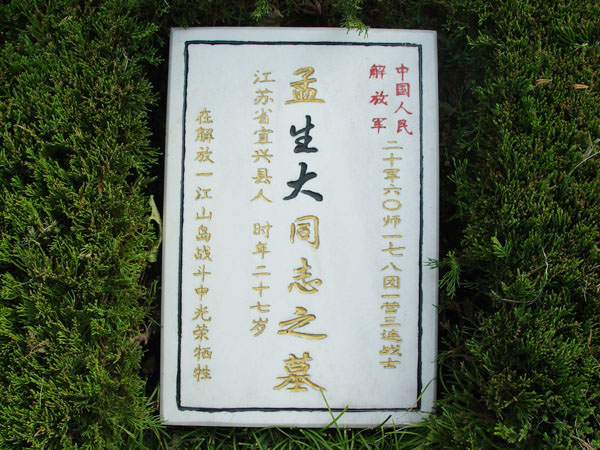 中国人民
解放军
二十军六〇师一七八团一营三连战士
孟生大同志之墓
江苏省宜兴县人 时年二十七岁
在解放一江山岛战斗中光荣牺牲